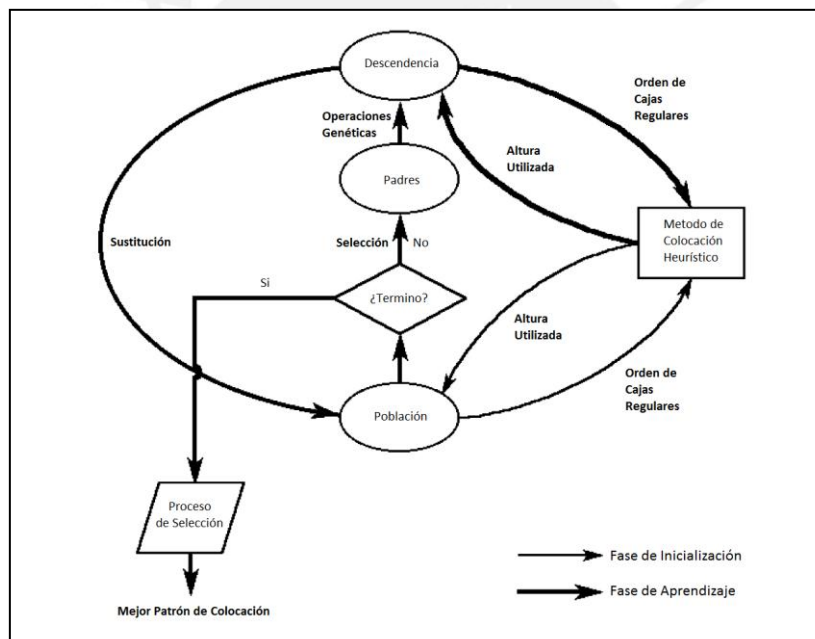 Descendencia
Orden de
Cajas
Regulares
Operaciones
Genéticas
Altura
Utilizada
Padres
Metodo de
Colocación
Heurístico
Sustitución
Selección
No
Si
¿Termino?
Altura
Utilizada
Orden de
Cajas
Regulares
Población
Proceso
de Selección
Fase de Inicialización
Fase de Aprendizaje
Mejor Patrón de Colocación